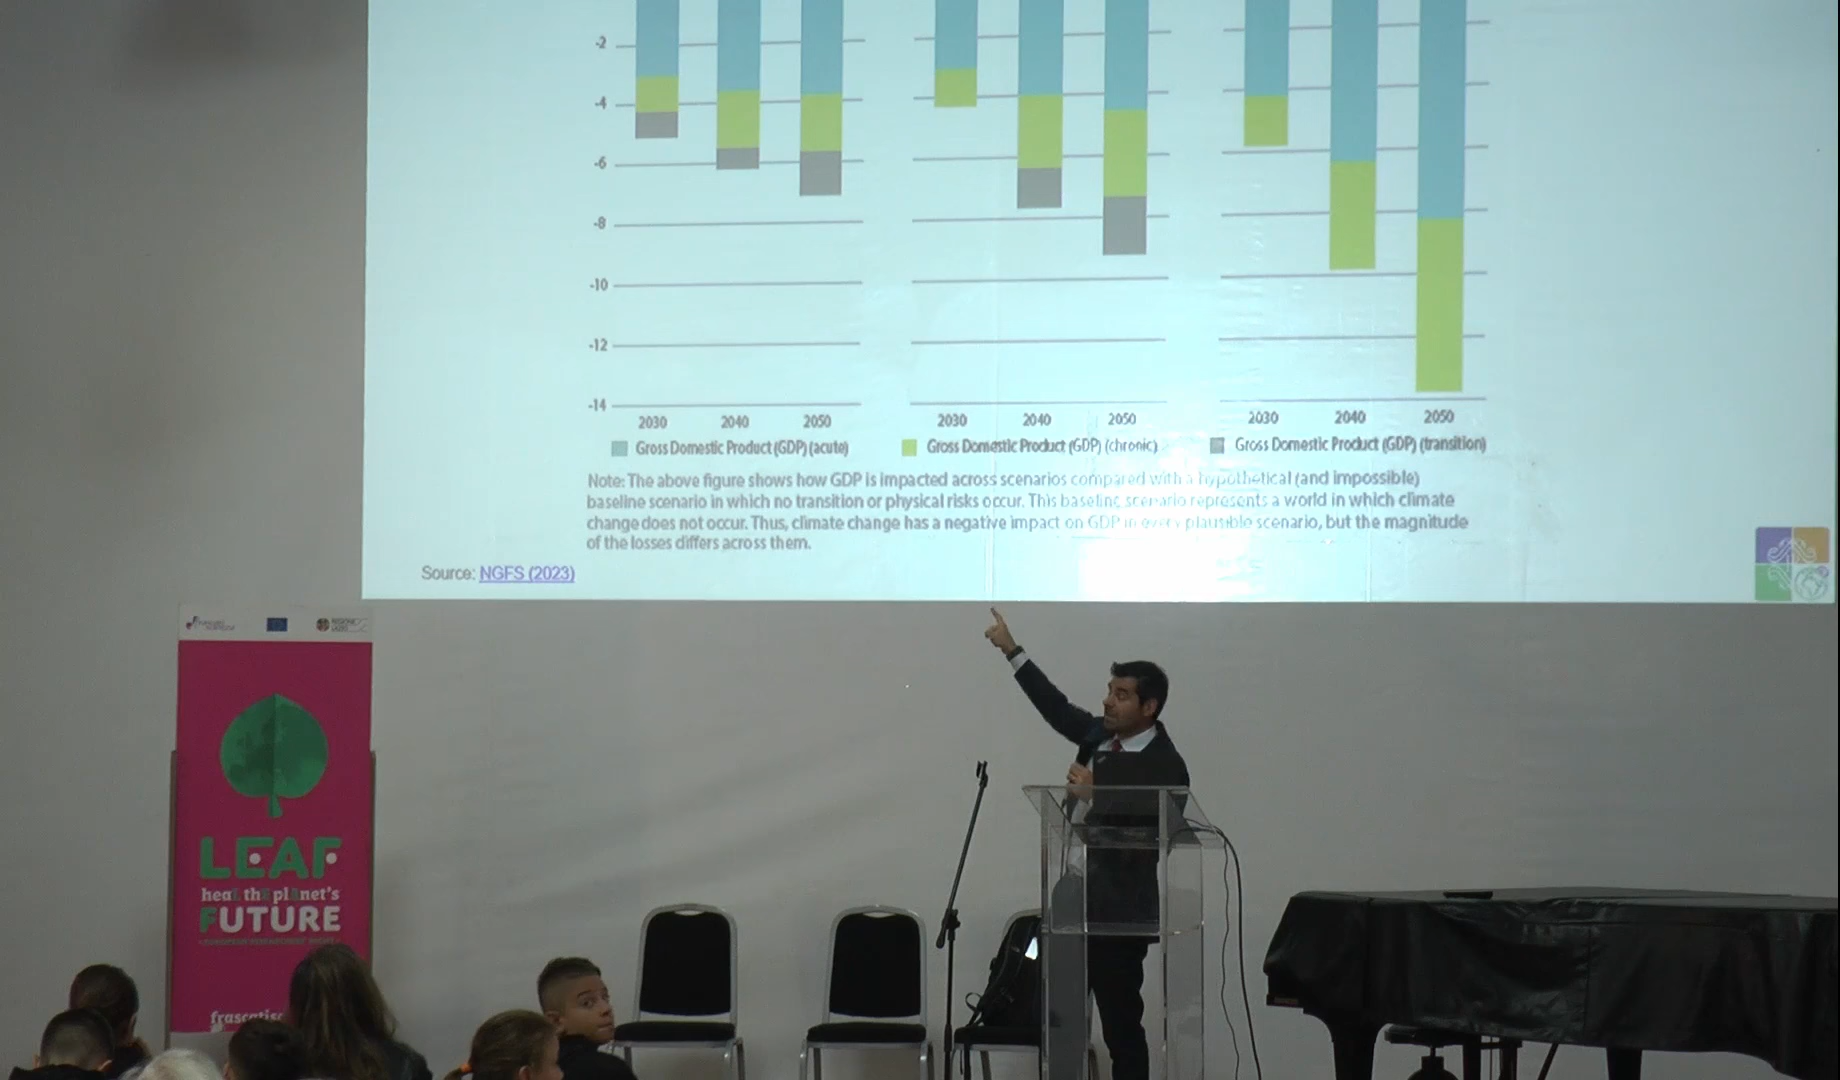 -2
-4
-6
-8
-10
-12
-14
2030 2040 2050 2030 2040 2050 2030 2040 2050
Gross Domestic Product (GDP) (acute) Gross Domestic Product (GDP) (chronic) Gross Domestic Product (GDP) (transition)
Note: The above figure shows how GDP is impacted across scenarios compared with a hypothetical (and impossible)
baseline scenario in which no transition or physical risks occur. This baseline scenario represents a world in which climate
change does not occur. Thus, climate change has a negative impact on GDP in every plausible scenario, but the magnitude
of the losses differs across them.
Source: NGFS (2023)
REGIONE
LAZIO
LEAF
heal the planet's
FUTURE